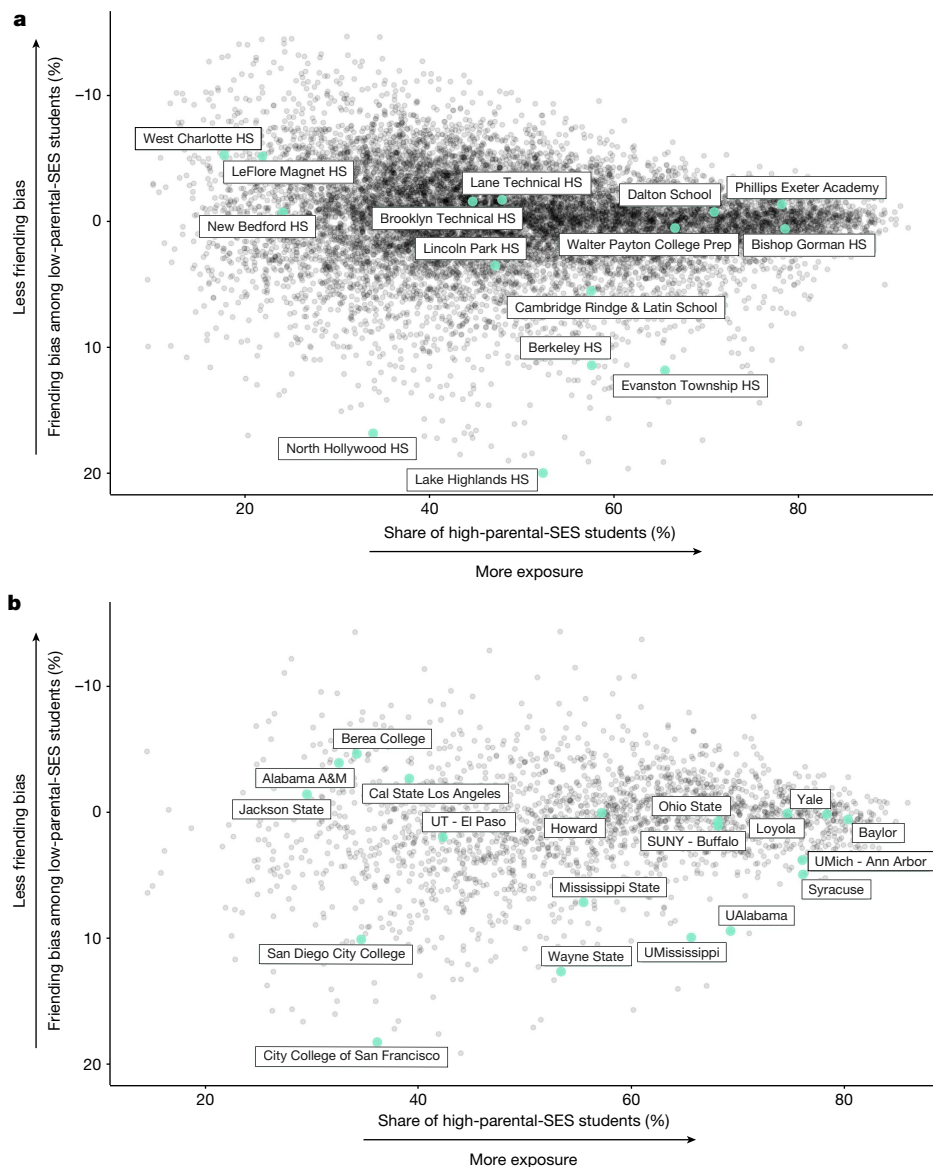 a
Less friending bias
Friending bias among low-parental-SES students (%)
–10
0
10
20
West Charlotte HS
LeFlore Magnet HS
New Bedford HS
Lane Technical HS
Brooklyn Technical HS
Lincoln Park HS
Dalton School
Phillips Exeter Academy
Walter Payton College Prep
Bishop Gorman HS
Cambridge Rindge & Latin School
Berkeley HS
Evanston Township HS
North Hollywood HS
Lake Highlands HS
20
40
60
80
Share of high-parental-SES students (%)
More exposure
b
Less friending bias
Friending bias among low-parental-SES students (%)
–10
0
10
20
Berea College
Alabama A&M
Cal State Los Angeles
Jackson State
UT - El Paso
Howard
Ohio State
SUNY - Buffalo
Yale
Loyola
Baylor
UMich - Ann Arbor
Syracuse
Mississippi State
UAlabama
San Diego City College
Wayne State
UMississippi
City College of San Francisco
20
40
60
80
Share of high-parental-SES students (%)
More exposure